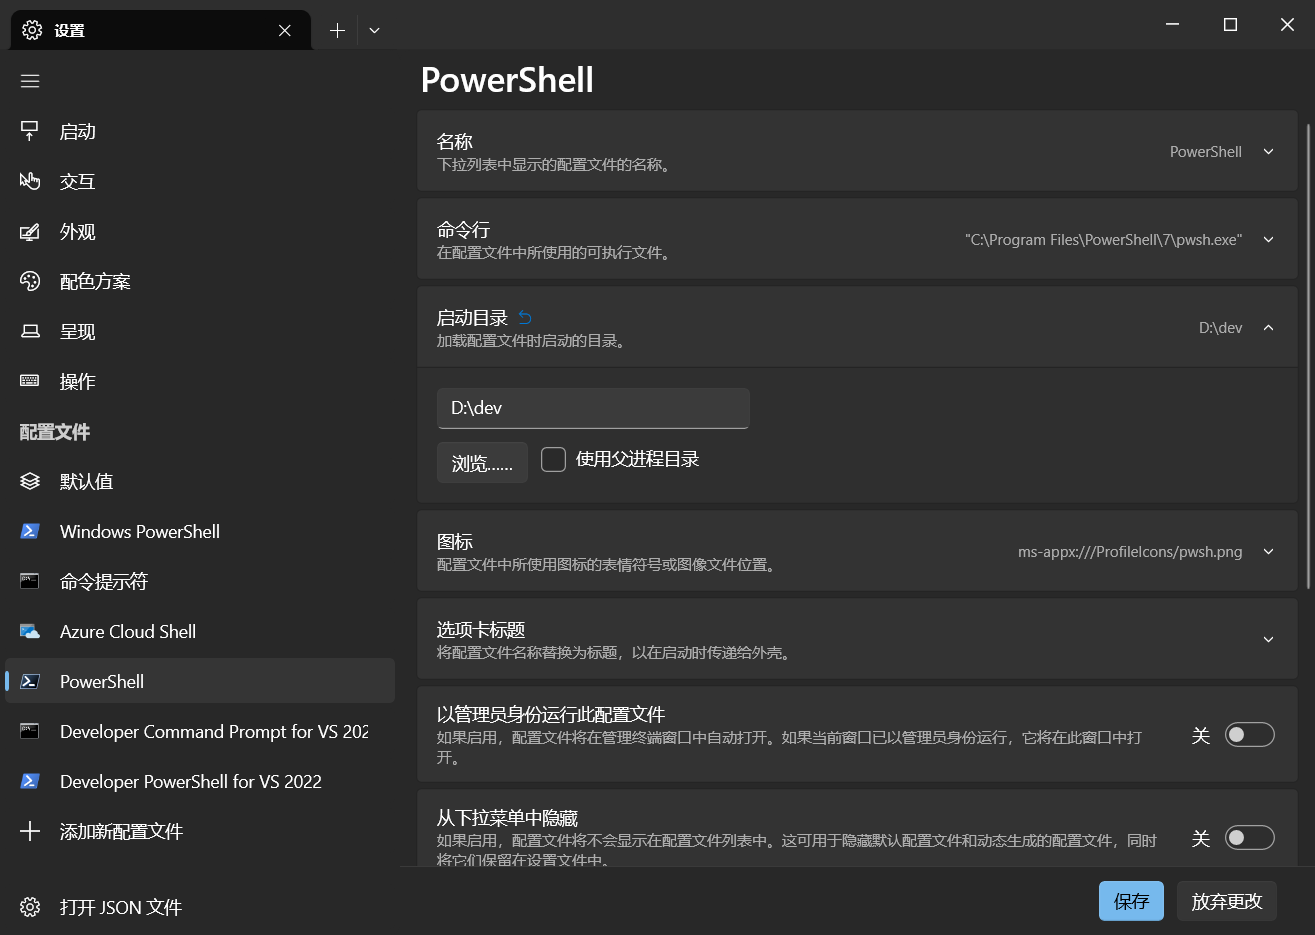 设置
启动
交互
外观
配色方案
呈现
操作
配置文件
默认值
Windows PowerShell
命令提示符
Azure Cloud Shell
PowerShell
Developer Command Prompt for VS 202
Developer PowerShell for VS 2022
添加新配置文件
打开 JSON 文件
PowerShell
名称
下拉列表中显示的配置文件的名称。
PowerShell
命令行
在配置文件中所使用的可执行文件。
"C:\Program Files\PowerShell\7\pwsh.exe"
启动目录
加载配置文件时启动的目录。
D:\dev
D:\dev
浏览......
使用父进程目录
图标
配置文件中所使用图标的表情符号或图像文件位置。
ms-appx:///ProfileIcons/pwsh.png
选项卡标题
将配置文件名称替换为标题，以在启动时传递给外壳。
以管理员身份运行此配置文件
如果启用，配置文件将在管理终端窗口中自动打开。如果当前窗口已以管理员身份运行，它将在此窗口中打
开。
关
从下拉菜单中隐藏
如果启用，配置文件将不会显示在配置文件列表中。这可用于隐藏默认配置文件和动态生成的配置文件，同时
将它们保留在设置文件中。
关
保存
放弃更改